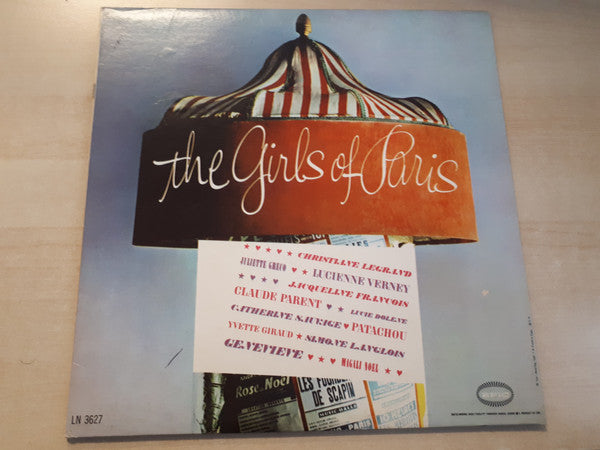 the Girls of Paris
CHRISTIANE LEGRAND
JULIETTE GRECO LUCIENNE VERNEY
JACQUELINE FRANCOIS
CLAUDE PARENT LUCIE DOLENE
CATHERINE SAUVAGE PATACHOU
YVETTE GIRAUD SIMONE LANGLOIS
GENEVIEVE MAGALI NOEL
Rose Noël
LES FOURBERIES
DE SCAPIN
LN 3627